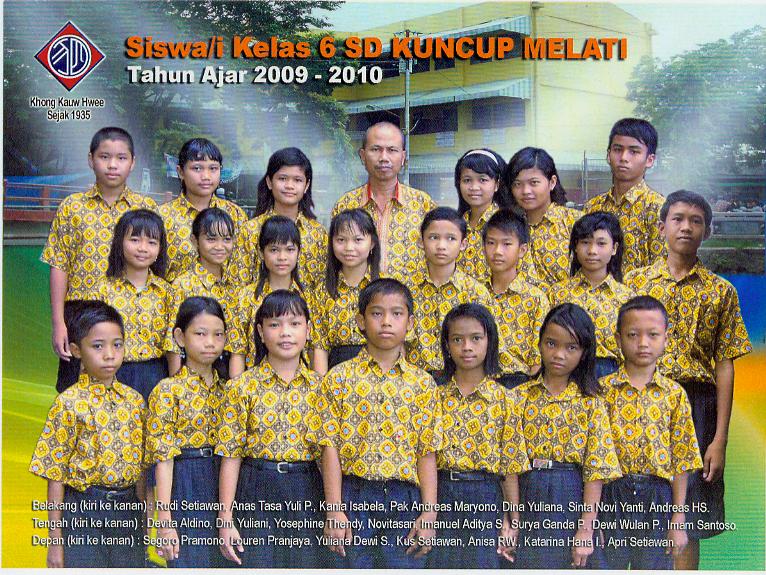 Siswa/i Kelas 6 SD KUNCUP MELATI
Tahun Ajar 2009 - 2010
Khong Kauw Hwee
Sejak 1935
Belakang (kiri ke kanan) : Rudi Setiawan, Anas Tasa Yuli P., Kania Isabela, Pak Andreas Maryono, Dina Yuliana, Sinta Novi Yanti, Andreas HS.
Tengah (kiri ke kanan) : Devita Aldino, Dini Yuliani, Yosephine Thendy, Novitasari, Imanuel Aditya S., Surya Ganda P., Dewi Wulan P., Imam Santoso.
Depan (kiri ke kanan) : Segoro Pramono, Louren Pranjaya, Yuliana Dewi S., Kus Setiawan, Anisa RW., Katarina Hana I., Apri Setiawan.